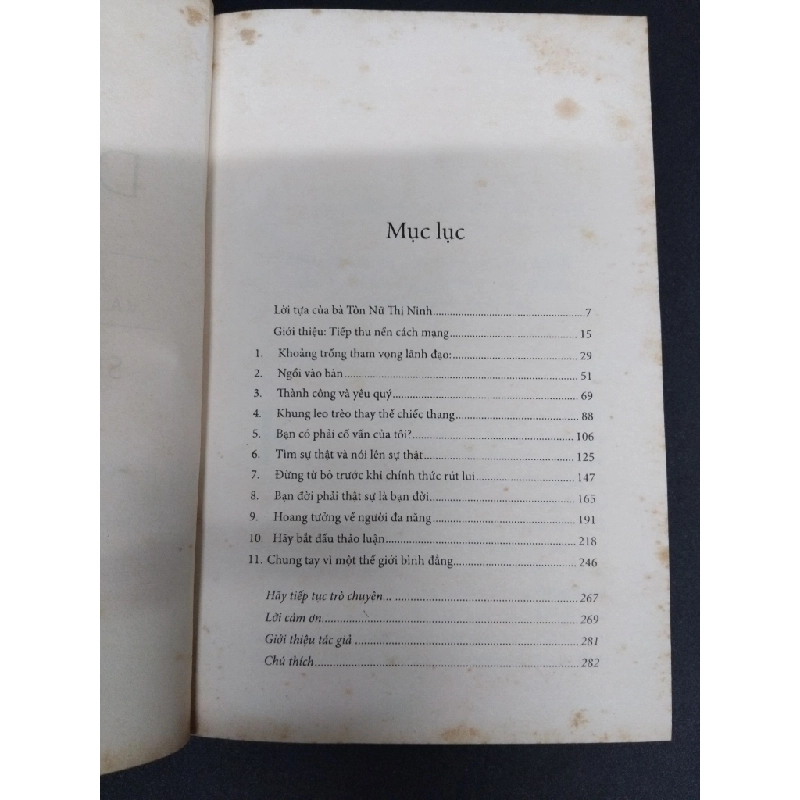 Mục lục
Lời tựa của bà Tôn Nữ Thị Ninh 7
Giới thiệu: Tiếp thu nền cách mạng 15
1. Khoảng trống tham vọng lãnh đạo: 29
2. Ngồi vào bàn 51
3. Thành công và yêu quý 69
4. Khung leo trèo thay thế chiếc thang 88
5. Bạn có phải cố vấn của tôi? 106
6. Tìm sự thật và nói lên sự thật 125
7. Đừng từ bỏ trước khi chính thức rút lui 147
8. Bạn đời phải thật sự là bạn đời 165
9. Hoang tưởng về người đa năng 191
10. Hãy bắt đầu thảo luận 218
11. Chung tay vì một thế giới bình đẳng 246
Hãy tiếp tục trò chuyện... 267
Lời cảm ơn 269
Giới thiệu tác giả 281
Chú thích 282